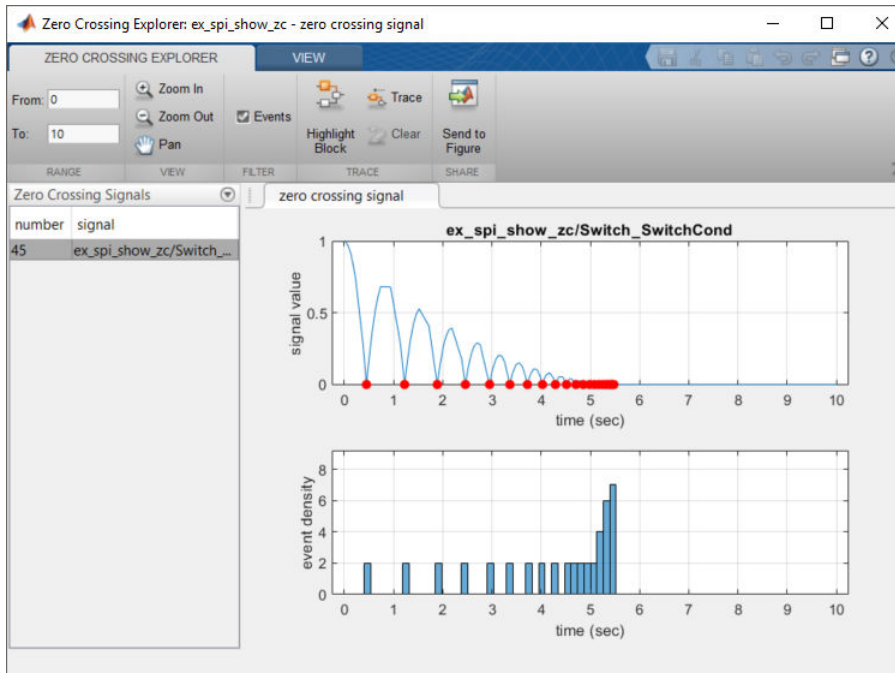 Zero Crossing Explorer: ex_spi_show_zc - zero crossing signal
ZERO CROSSING EXPLORER VIEW
From: 0
To: 10
RANGE
Zoom In
Zoom Out
Pan
VIEW
Events
FILTER
Highlight
Block
Trace
Clear
TRACE
Send to
Figure
SHARE
Zero Crossing Signals
number signal
45 ex_spi_show_zc/Switch_...
zero crossing signal
ex_spi_show_zc/Switch_SwitchCond
signal value
1
0.5
0
0 1 2 3 4 5 6 7 8 9 10
time (sec)
event density
8
6
4
2
0
0 1 2 3 4 5 6 7 8 9 10
time (sec)